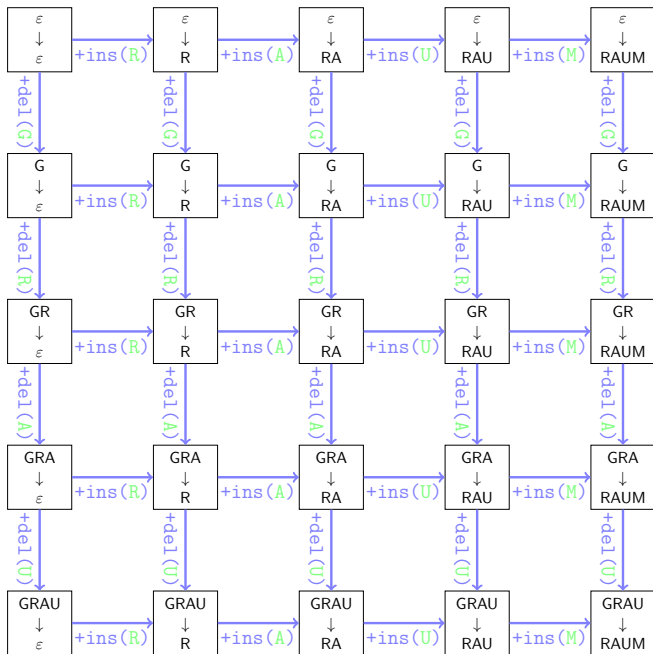 ε ε ε ε ε
↓ ↓ ↓ ↓ ↓
ε +ins(R) R +ins(A) RA +ins(U) RAU +ins(M) RAUM
+del(G) +del(G) +del(G) +del(G) +del(G)
G G G G G
↓ ↓ ↓ ↓ ↓
ε +ins(R) R +ins(A) RA +ins(U) RAU +ins(M) RAUM
+del(R) +del(R) +del(R) +del(R) +del(R)
GR GR GR GR GR
↓ ↓ ↓ ↓ ↓
ε +ins(R) R +ins(A) RA +ins(U) RAU +ins(M) RAUM
+del(A) +del(A) +del(A) +del(A) +del(A)
GRA GRA GRA GRA GRA
↓ ↓ ↓ ↓ ↓
ε +ins(R) R +ins(A) RA +ins(U) RAU +ins(M) RAUM
+del(U) +del(U) +del(U) +del(U) +del(U)
GRAU GRAU GRAU GRAU GRAU
↓ ↓ ↓ ↓ ↓
ε +ins(R) R +ins(A) RA +ins(U) RAU +ins(M) RAUM